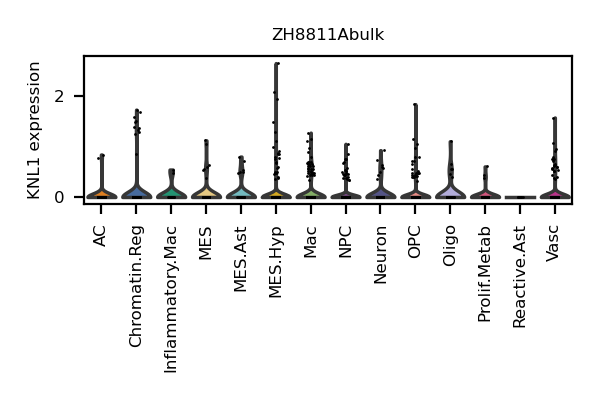 ZH8811Abulk
KNL1 expression
2
0
AC
Chromatin.Reg
Inflammatory.Mac
MES
MES.Ast
MES.Hyp
Mac
NPC
Neuron
OPC
Oligo
Prolif.Metab
Reactive.Ast
Vasc